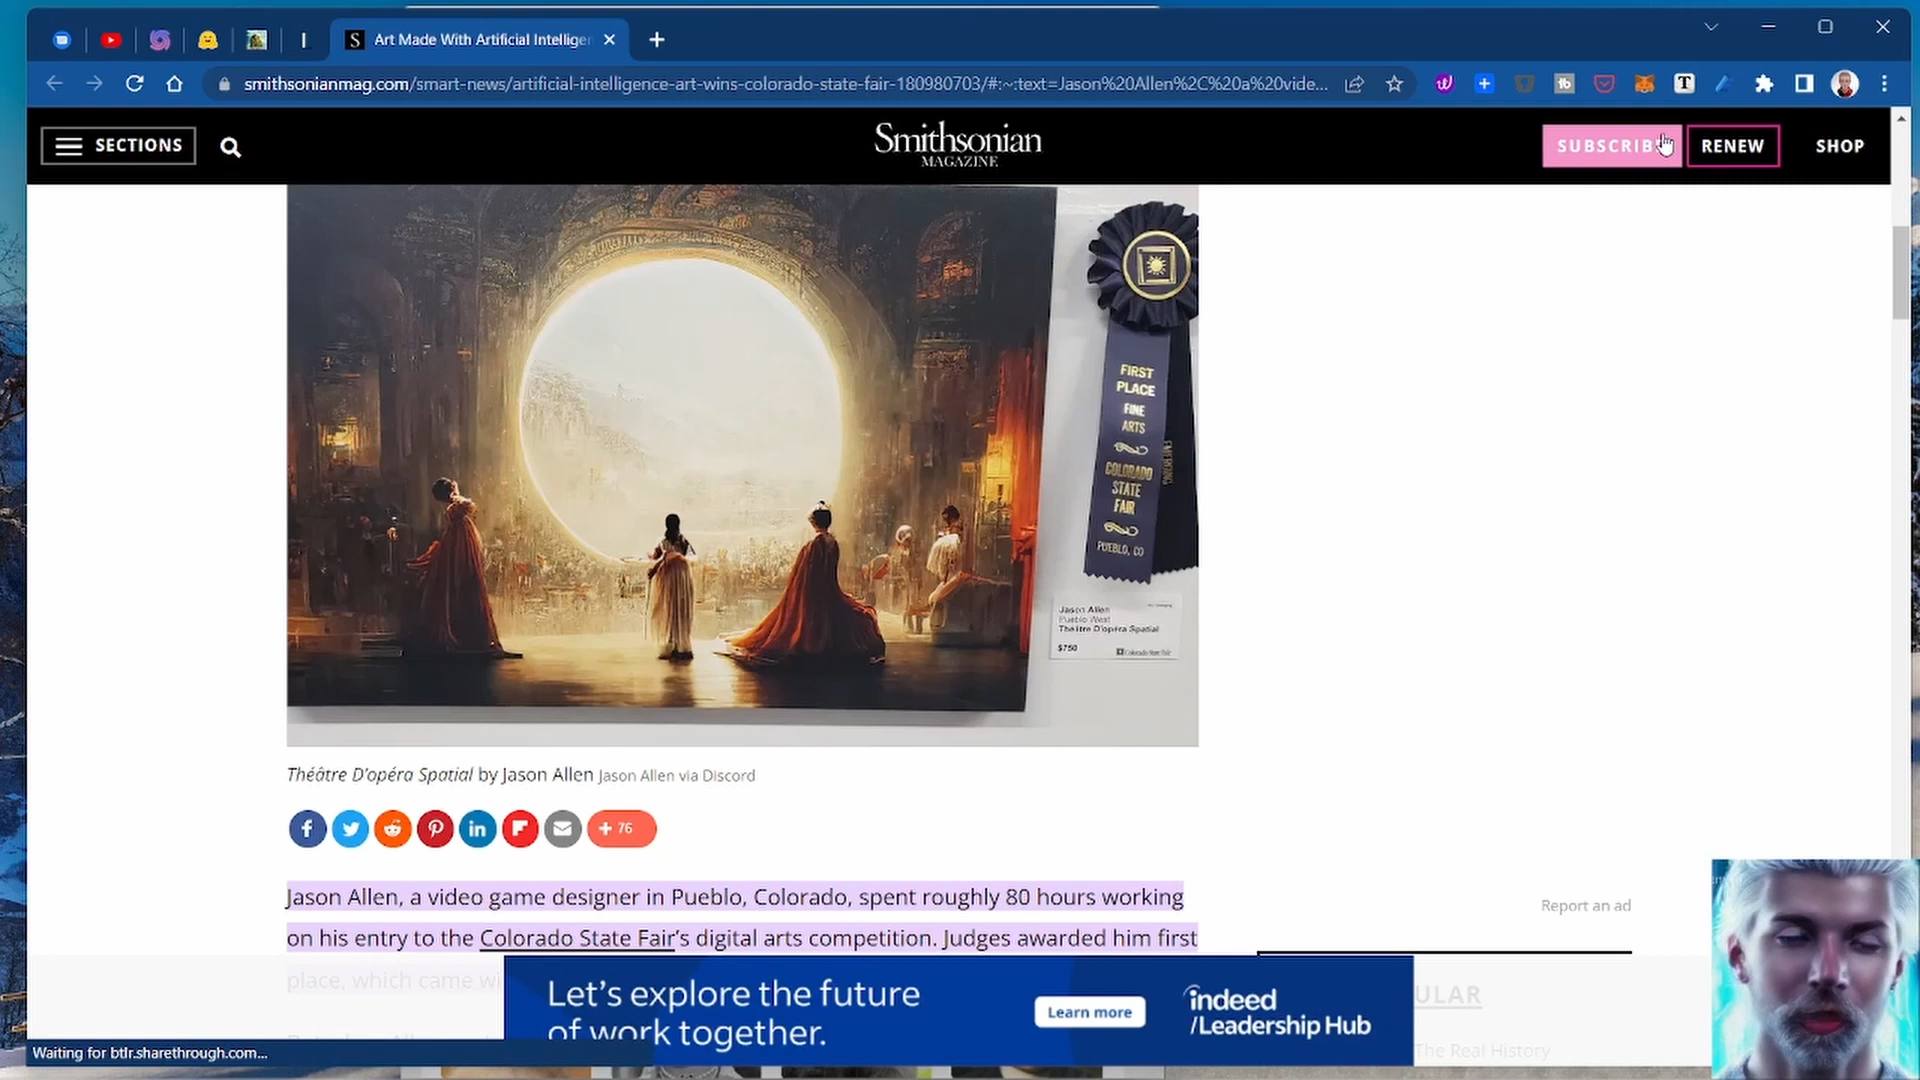 S Art Made With Artificial Intellige
smithsonianmag.com/smart-news/artificial-intelligence-art-wins-colorado-state-fair-180980703/#:~:text=Jason%20Allen%2C%20a%20vide...
SECTIONS
Smithsonian
MAGAZINE
SUBSCRIB
RENEW
SHOP
FIRST
PLACE
FINE
ARTS
COLORADO
STATE
FAIR
PUEBLO, CO
Jason Allen
Pueblo West
Théâtre D'opéra Spatial
$750
Colorado State Fair
Théâtre D'opéra Spatial by Jason Allen Jason Allen via Discord
+ 76
Jason Allen, a video game designer in Pueblo, Colorado, spent roughly 80 hours working
on his entry to the Colorado State Fair's digital arts competition. Judges awarded him first
place, which came wi
Report an ad
Let's explore the future
of work together.
Learn more
indeed
/Leadership Hub
ULAR
The Real History
Waiting for btlr.sharethrough.com...